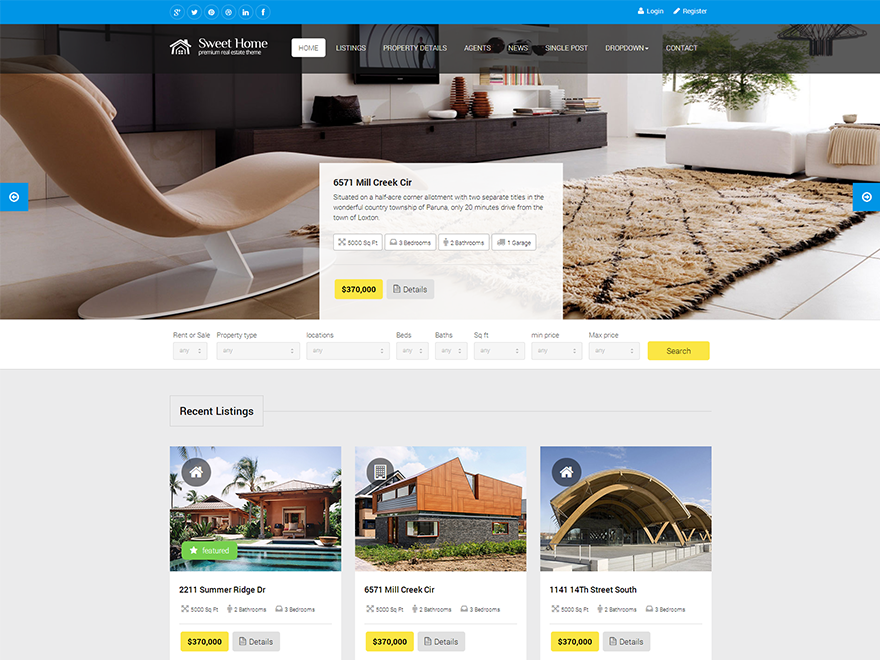 Login Register
Sweet Home
premium real estate theme
HOME LISTINGS PROPERTY DETAILS AGENTS NEWS SINGLE POST DROPDOWN CONTACT
6571 Mill Creek Cir
Situated on a half-acre corner allotment with two separate titles in the
wonderful country township of Paruna, only 20 minutes drive from the
town of Loxton.
5000 Sq Ft 3 Bedrooms 2 Bathrooms 1 Garage
$370,000 Details
Rent or Sale Property type locations Beds Baths Sq ft min price Max price
any any any any any any any any Search
Recent Listings
featured
2211 Summer Ridge Dr 6571 Mill Creek Cir 1141 14Th Street South
5000 Sq Ft 2 Bathrooms 3 Bedrooms 5000 Sq Ft 2 Bathrooms 3 Bedrooms 5000 Sq Ft 2 Bathrooms 3 Bedrooms
$370,000 Details $370,000 Details $370,000 Details